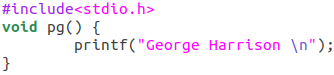 #include<stdio.h>
void pg() {
        printf("George Harrison \n");
}